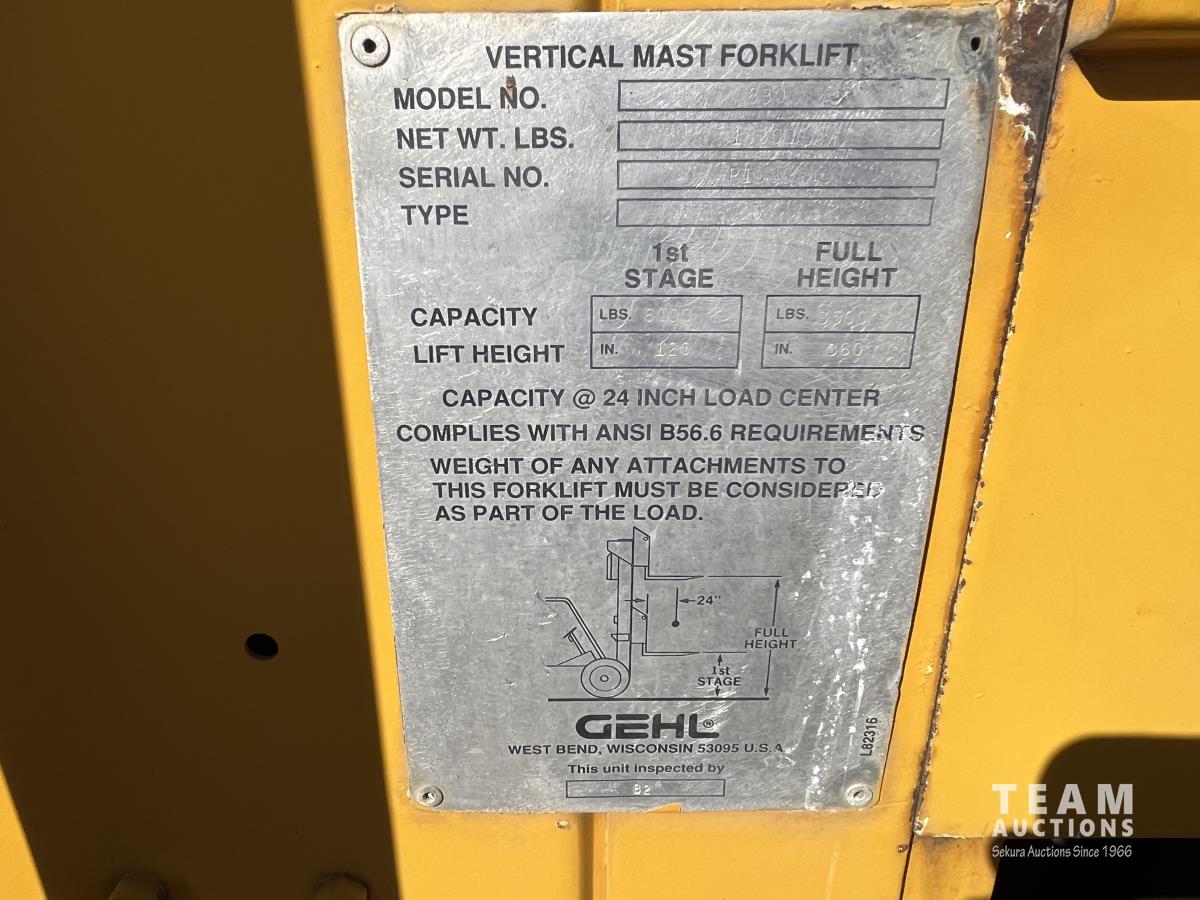 VERTICAL MAST FORKLIFT
MODEL NO.
NET WT. LBS.
SERIAL NO.
TYPE
1st STAGE FULL HEIGHT
CAPACITY LBS. LBS.
LIFT HEIGHT IN. 120 IN. 360
CAPACITY @ 24 INCH LOAD CENTER
COMPLIES WITH ANSI B56.6 REQUIREMENTS
WEIGHT OF ANY ATTACHMENTS TO
THIS FORKLIFT MUST BE CONSIDERED
AS PART OF THE LOAD.
24"
FULL
HEIGHT
1st
STAGE
GEHL®
WEST BEND, WISCONSIN 53095 U.S.A
This unit inspected by
B2
L82316
TEAM
AUCTIONS
Sekura Auctions Since 1966